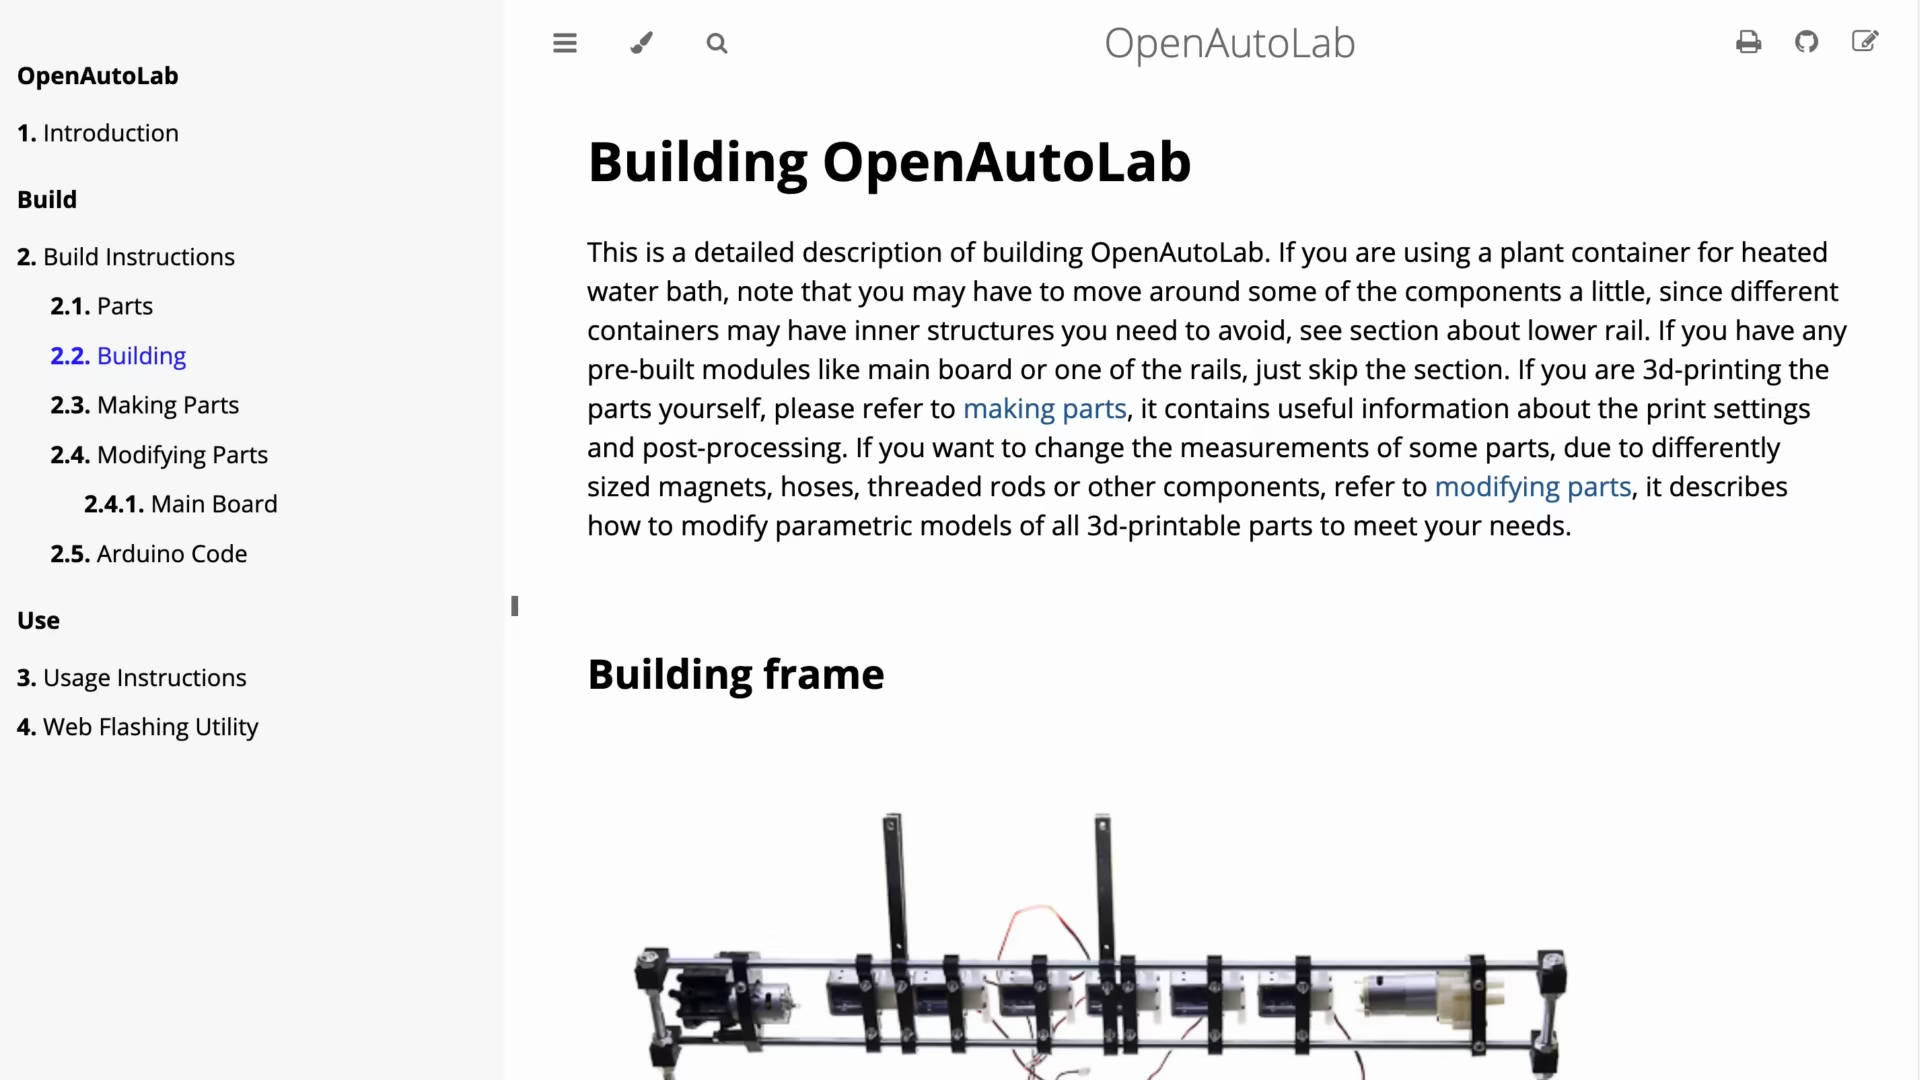 OpenAutoLab
1. Introduction
Build
2. Build Instructions
2.1. Parts
2.2. Building
2.3. Making Parts
2.4. Modifying Parts
2.4.1. Main Board
2.5. Arduino Code
Use
3. Usage Instructions
4. Web Flashing Utility
OpenAutoLab
Building OpenAutoLab
This is a detailed description of building OpenAutoLab. If you are using a plant container for heated
water bath, note that you may have to move around some of the components a little, since different
containers may have inner structures you need to avoid, see section about lower rail. If you have any
pre-built modules like main board or one of the rails, just skip the section. If you are 3d-printing the
parts yourself, please refer to making parts, it contains useful information about the print settings
and post-processing. If you want to change the measurements of some parts, due to differently
sized magnets, hoses, threaded rods or other components, refer to modifying parts, it describes
how to modify parametric models of all 3d-printable parts to meet your needs.
Building frame